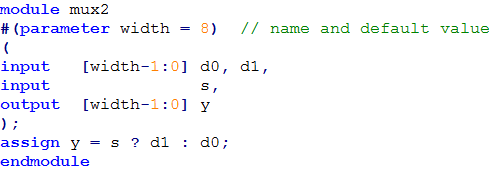 module mux2
#(parameter width = 8)  // name and default value
(
input   [width-1:0] d0, d1,
input               s,
output  [width-1:0] y
);
assign y = s ? d1 : d0;
endmodule